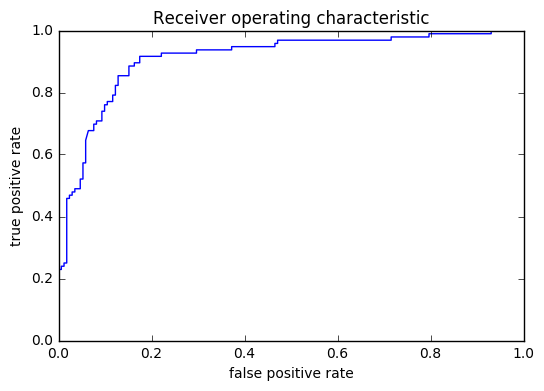 Receiver operating characteristic
1.0
0.8
0.6
0.4
0.2
0.0
true positive rate
0.0 0.2 0.4 0.6 0.8 1.0
false positive rate